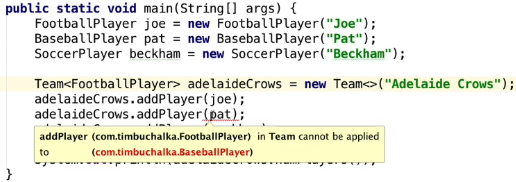 public static void main(String[] args) {
FootballPlayer joe = new FootballPlayer("Joe");
BaseballPlayer pat = new BaseballPlayer("Pat");
SoccerPlayer beckham = new SoccerPlayer("Beckham");
Team<FootballPlayer> adelaideCrows = new Team<>("Adelaide Crows");
adelaideCrows.addPlayer(joe);
adelaideCrows.addPlayer(pat);
addPlayer (com.timbuchalka.FootballPlayer) in Team cannot be applied
to (com.timbuchalka.BaseballPlayer)
}